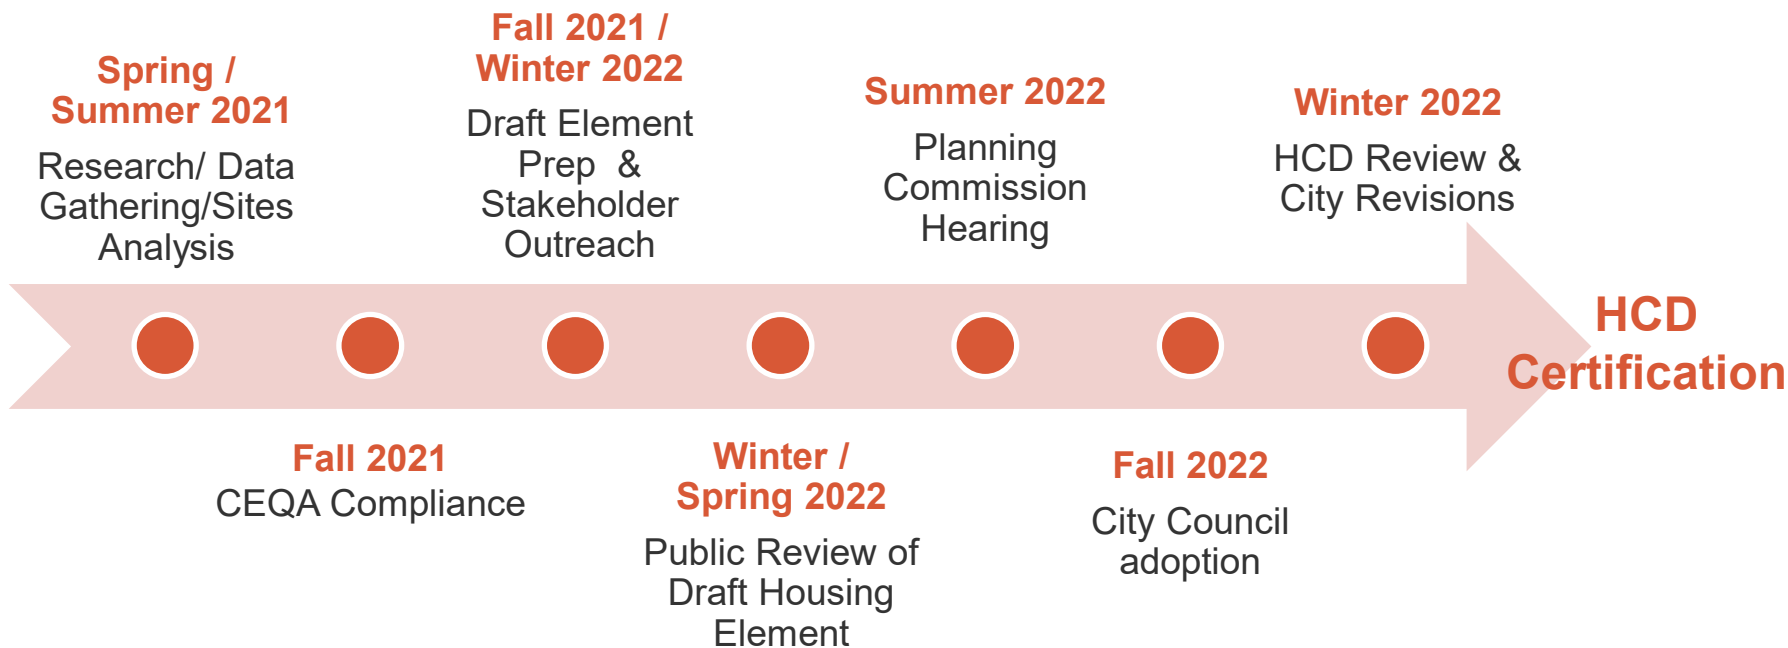 Spring /
Summer 2021
Research/ Data
Gathering/Sites
Analysis
Fall 2021
CEQA Compliance
Fall 2021 /
Winter 2022
Draft Element
Prep  &
Stakeholder
Outreach
Winter /
Spring 2022
Public Review of
Draft Housing
Element
Summer 2022
Planning
Commission
Hearing
Fall 2022
City Council
adoption
Winter 2022
HCD Review &
City Revisions
HCD
Certification